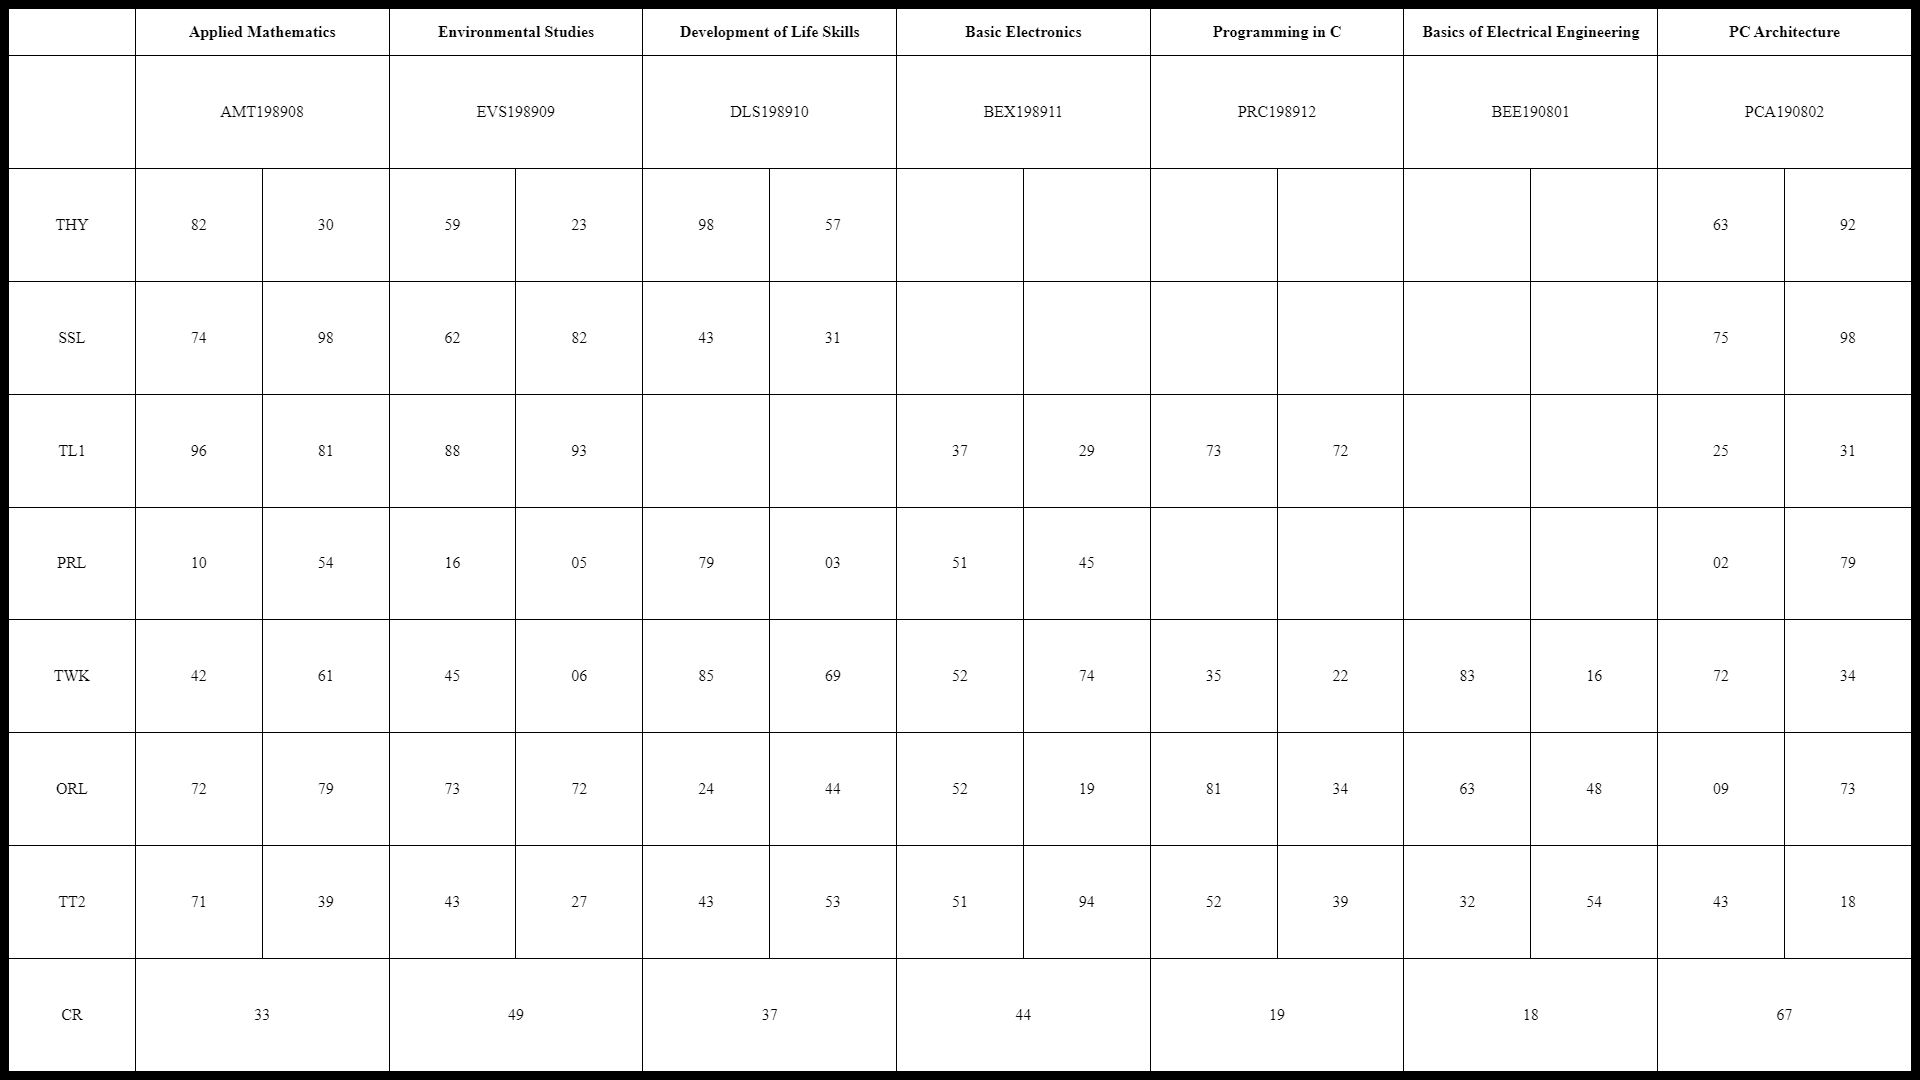 Applied Mathematics Environmental Studies Development of Life Skills Basic Electronics Programming in C Basics of Electrical Engineering PC Architecture
AMT198908 EVS198909 DLS198910 BEX198911 PRC198912 BEE190801 PCA190802
THY 82 30 59 23 98 57 63 92
SSL 74 98 62 82 43 31 75 98
TL1 96 81 88 93 37 29 73 72 25 31
PRL 10 54 16 05 79 03 51 45 02 79
TWK 42 61 45 06 85 69 52 74 35 22 83 16 72 34
ORL 72 79 73 72 24 44 52 19 81 34 63 48 09 73
TT2 71 39 43 27 43 53 51 94 52 39 32 54 43 18
CR 33 49 37 44 19 18 67